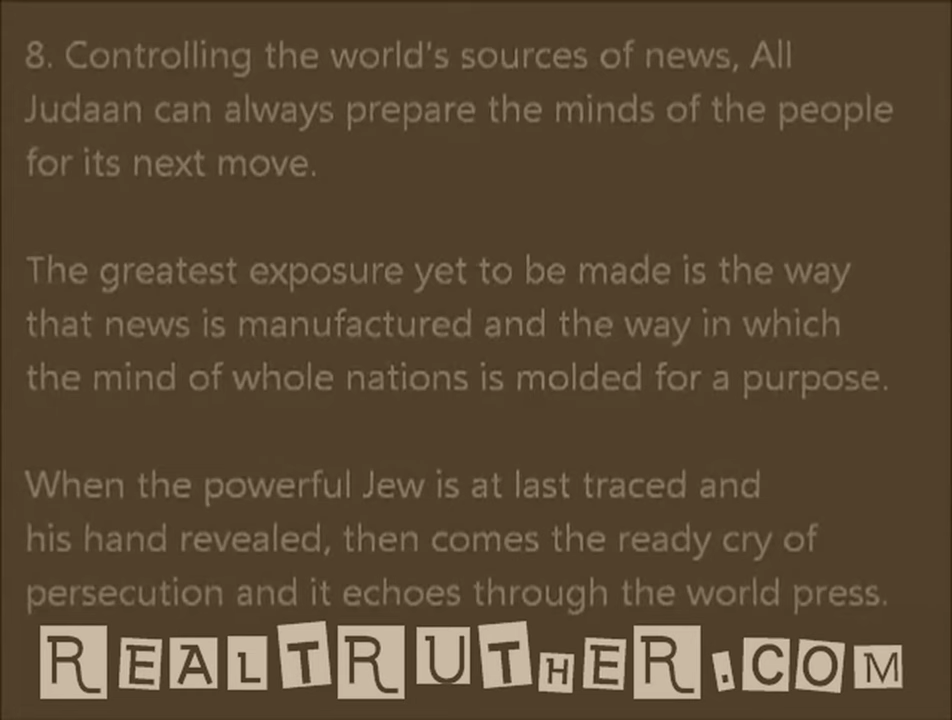 8. Controlling the world's sources of news, All
Judaan can always prepare the minds of the people
for its next move.
The greatest exposure yet to be made is the way
that news is manufactured and the way in which
the mind of whole nations is molded for a purpose.
When the powerful Jew is at last traced and
his hand revealed, then comes the ready cry of
persecution and it echoes through the world press.
REALTRUTHER.COM